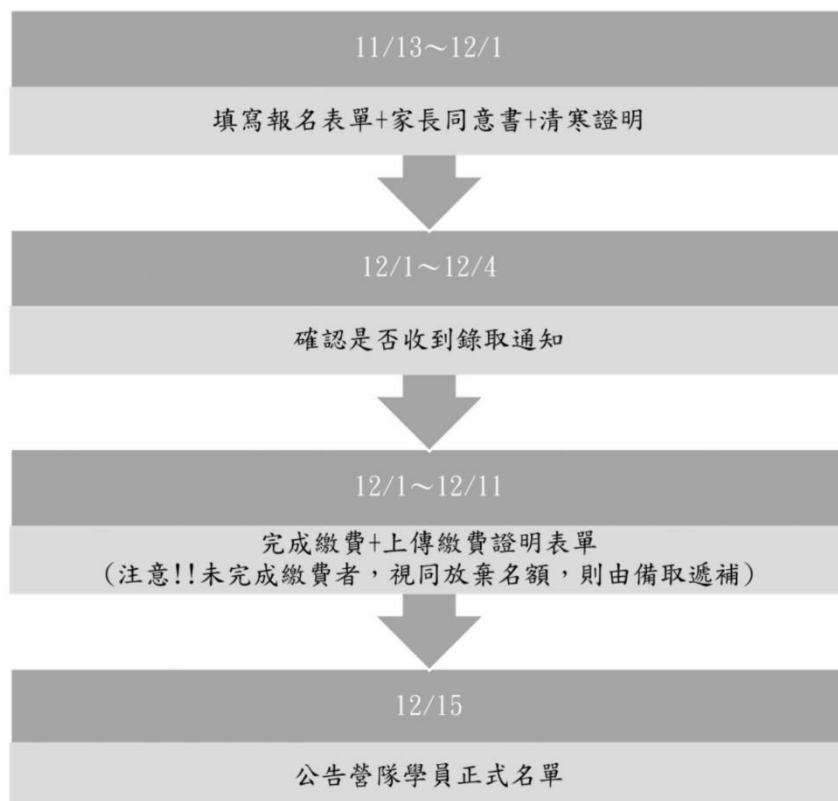 11/13～12/1
填寫報名表單+家長同意書+清寒證明
12/1～12/4
確認是否收到錄取通知
12/1～12/11
完成繳費+上傳繳費證明表單
(注意!!未完成繳費者，視同放棄名額，則由備取遞補)
12/15
公告營隊學員正式名單